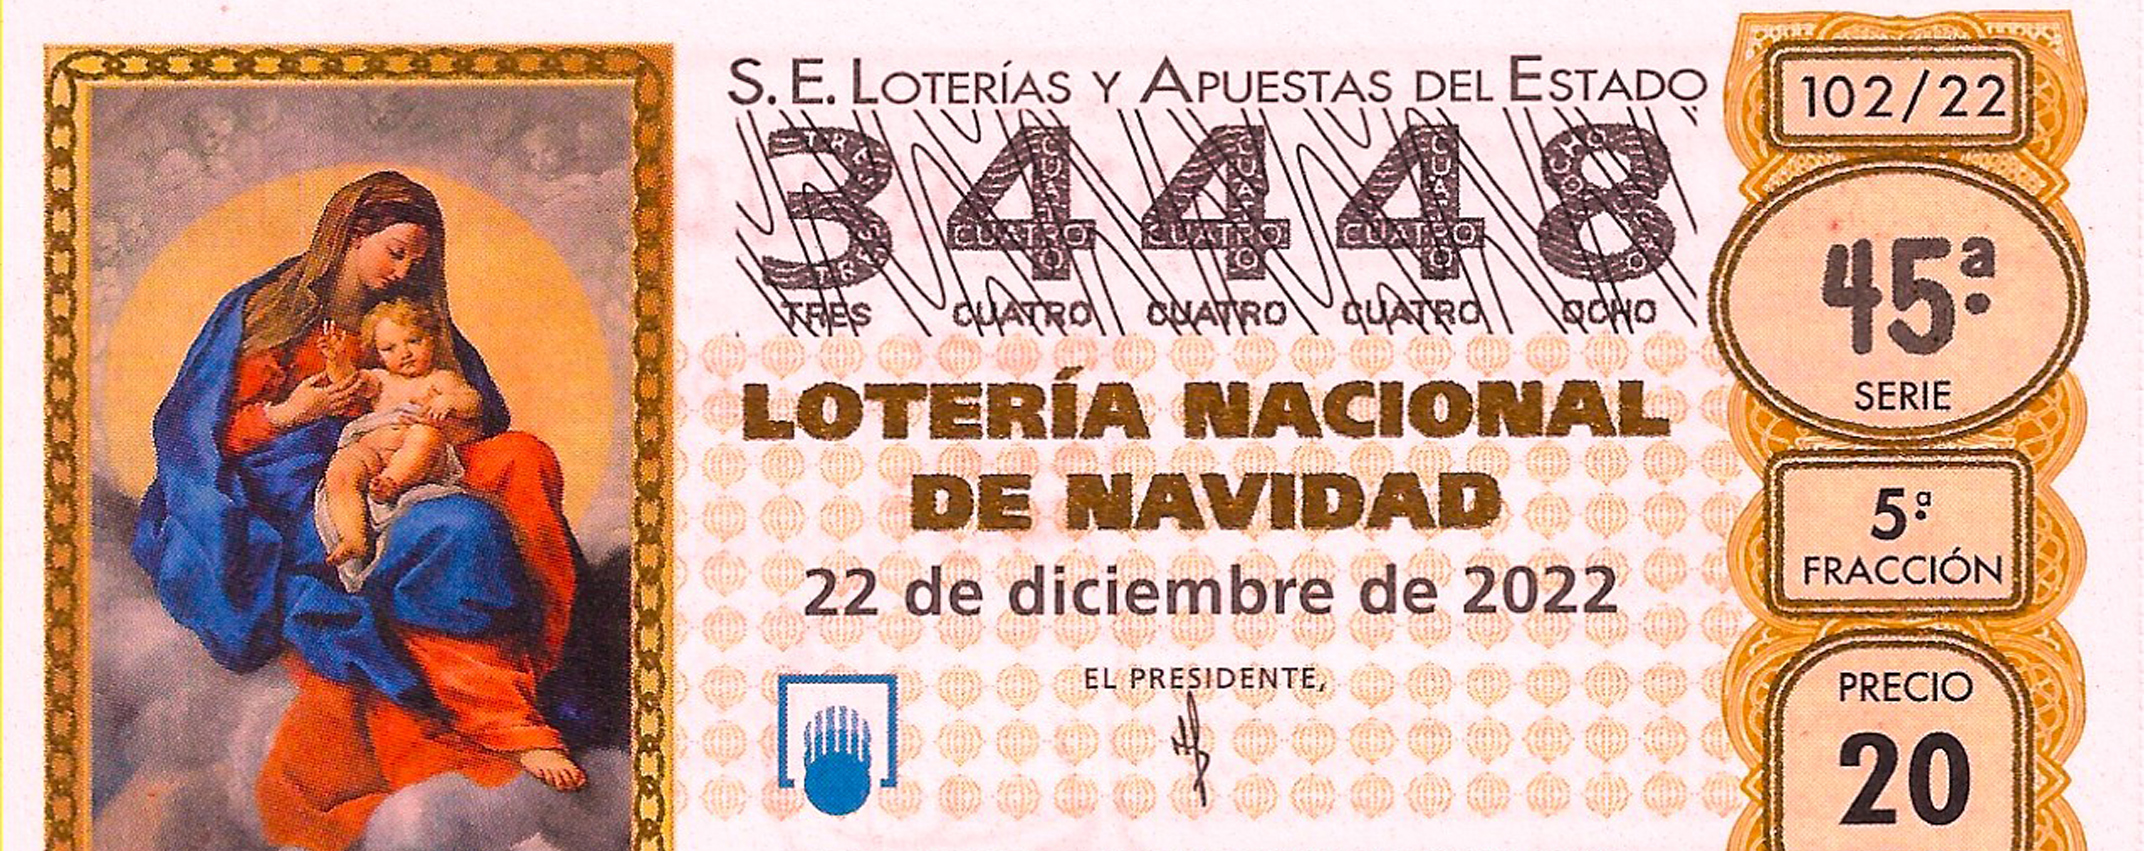 S. E. LOTERÍAS Y APUESTAS DEL ESTADO
34448
TRES CUATRO CUATRO CUATRO OCHO
LOTERÍA NACIONAL
DE NAVIDAD
22 de diciembre de 2022
EL PRESIDENTE,
102/22
45ª
SERIE
5ª
FRACCIÓN
PRECIO
20